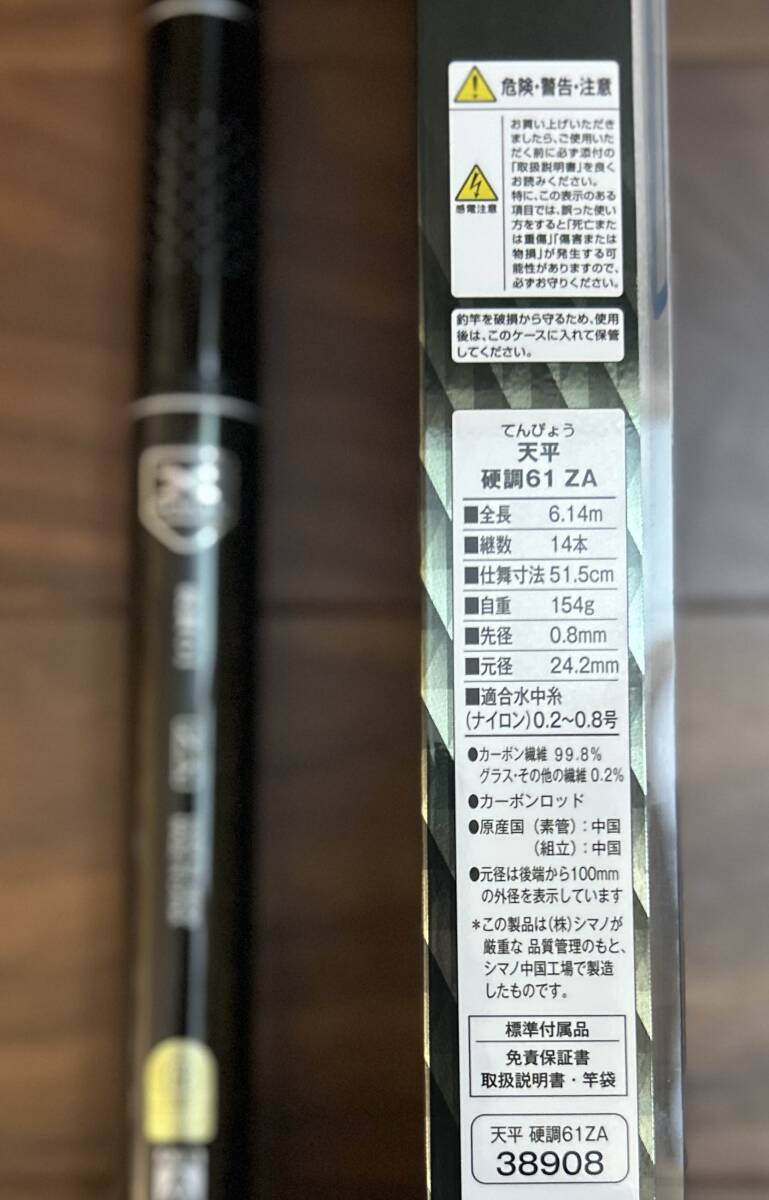 危険・警告・注意
感電注意
お買い上げいただき
ましたら、ご使用いた
だく前に必ず添付の
「取扱説明書」を良く
お読みください。
特に、この表示のある
項目では、誤った使い
方をすると「死亡また
は重傷」「傷害または
物損」が発生する可
能性がありますので、
必ずお守りください。
釣竿を破損から守るため、使用
後は、このケースに入れて保管
してください。
てんぴょう
天平
硬調61 ZA
■全長 6.14m
■継数 14本
■仕舞寸法 51.5cm
■自重 154g
■先径 0.8mm
■元径 24.2mm
■適合水中糸
(ナイロン)0.2~0.8号
●カーボン繊維 99.8%
グラス・その他の繊維 0.2%
●カーボンロッド
●原産国(素管):中国
(組立):中国
●元径は後端から100mm
の外径を表示しています
*この製品は(株)シマノが
厳重な 品質管理のもと、
シマノ中国工場で製造
したものです。
標準付属品
免責保証書
取扱説明書・竿袋
天平 硬調61ZA
38908